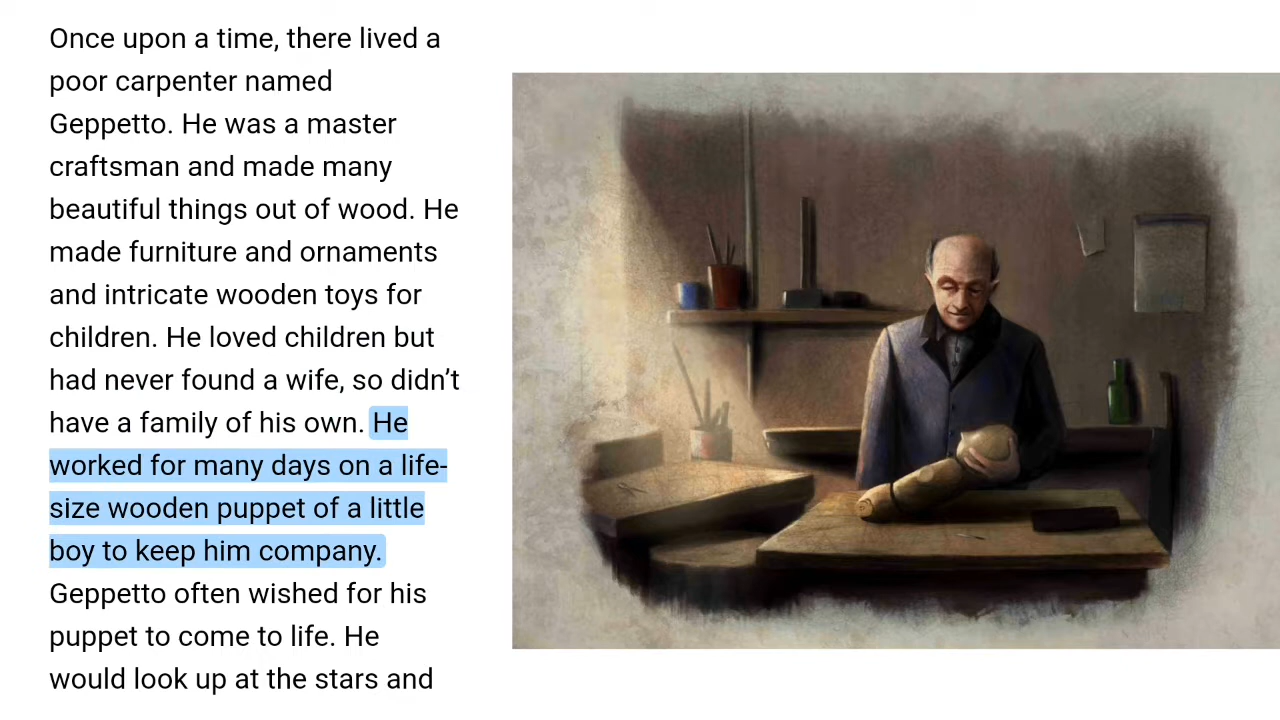 Once upon a time, there lived a
poor carpenter named
Geppetto. He was a master
craftsman and made many
beautiful things out of wood. He
made furniture and ornaments
and intricate wooden toys for
children. He loved children but
had never found a wife, so didn’t
have a family of his own. He
worked for many days on a life-
size wooden puppet of a little
boy to keep him company.
Geppetto often wished for his
puppet to come to life. He
would look up at the stars and